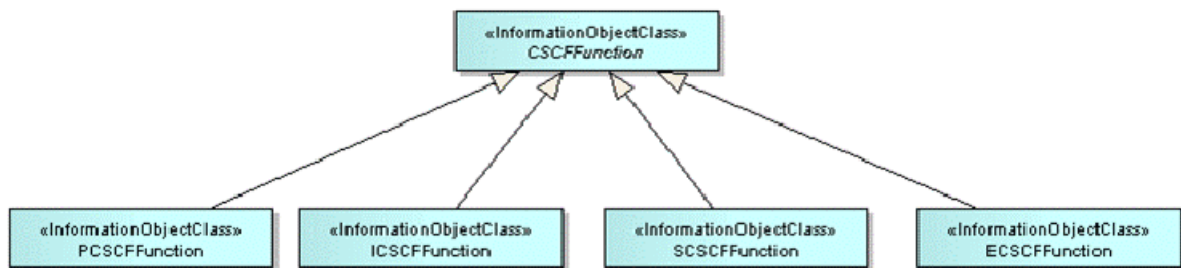 «InformationObjectClass»
CSCFFunction
«InformationObjectClass»
PCSCFFunction
«InformationObjectClass»
ICSCFFunction
«InformationObjectClass»
SCSCFFunction
«InformationObjectClass»
ECSCFFunction